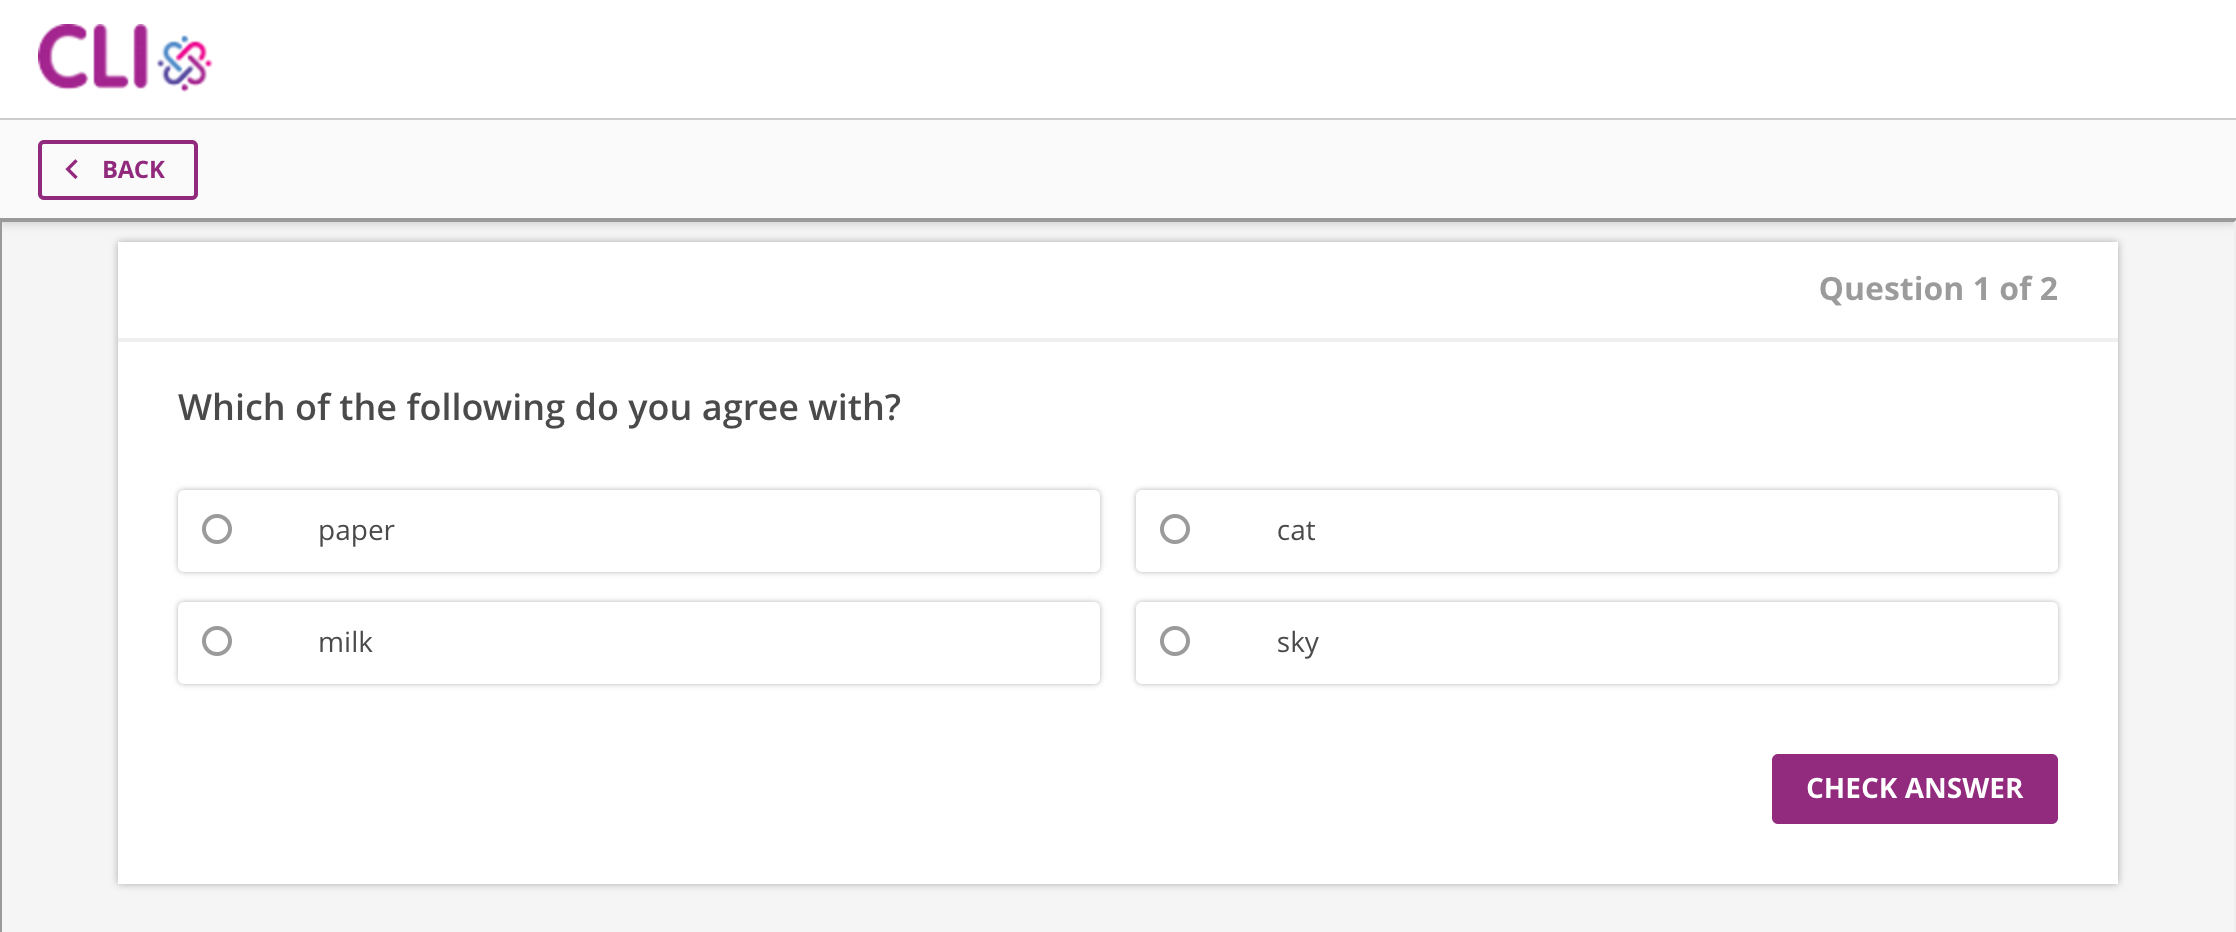 CLI
BACK
Question 1 of 2
Which of the following do you agree with?
paper
cat
milk
sky
CHECK ANSWER